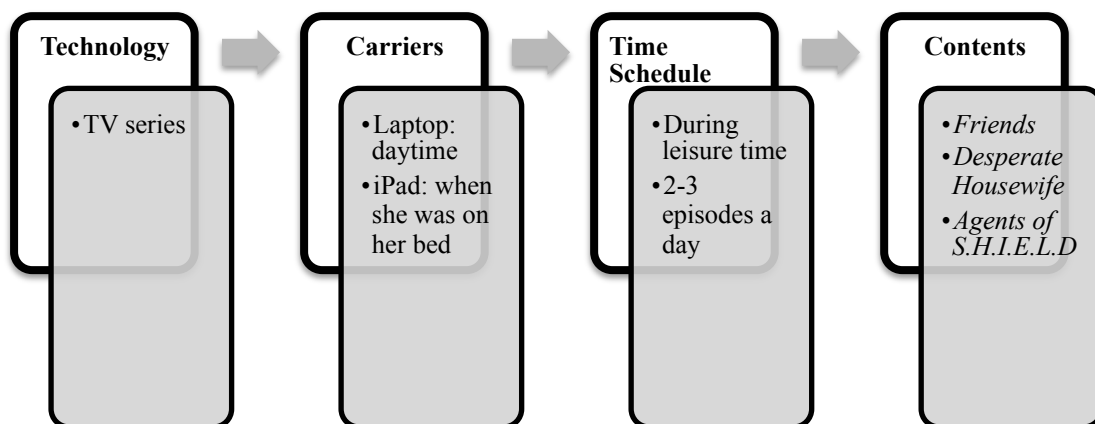 Technology
• TV series
Carriers
• Laptop:
daytime
• iPad: when
she was on
her bed
Time
Schedule
• During
leisure time
• 2-3
episodes a
day
Contents
• Friends
• Desperate
Housewife
• Agents of
S.H.I.E.L.D